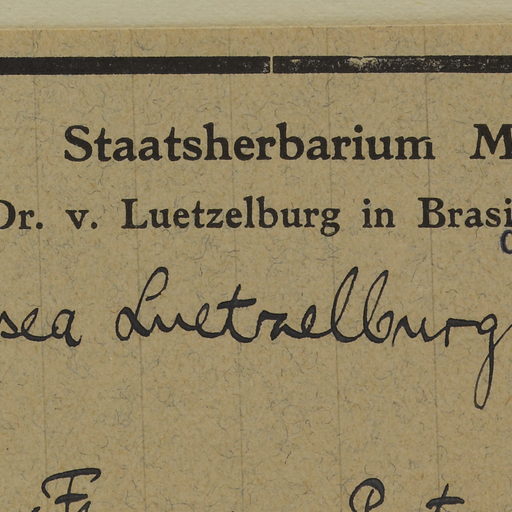 Staatsherbarium M
Dr. v. Luetzelburg in Brasi
sea Luetzelburg